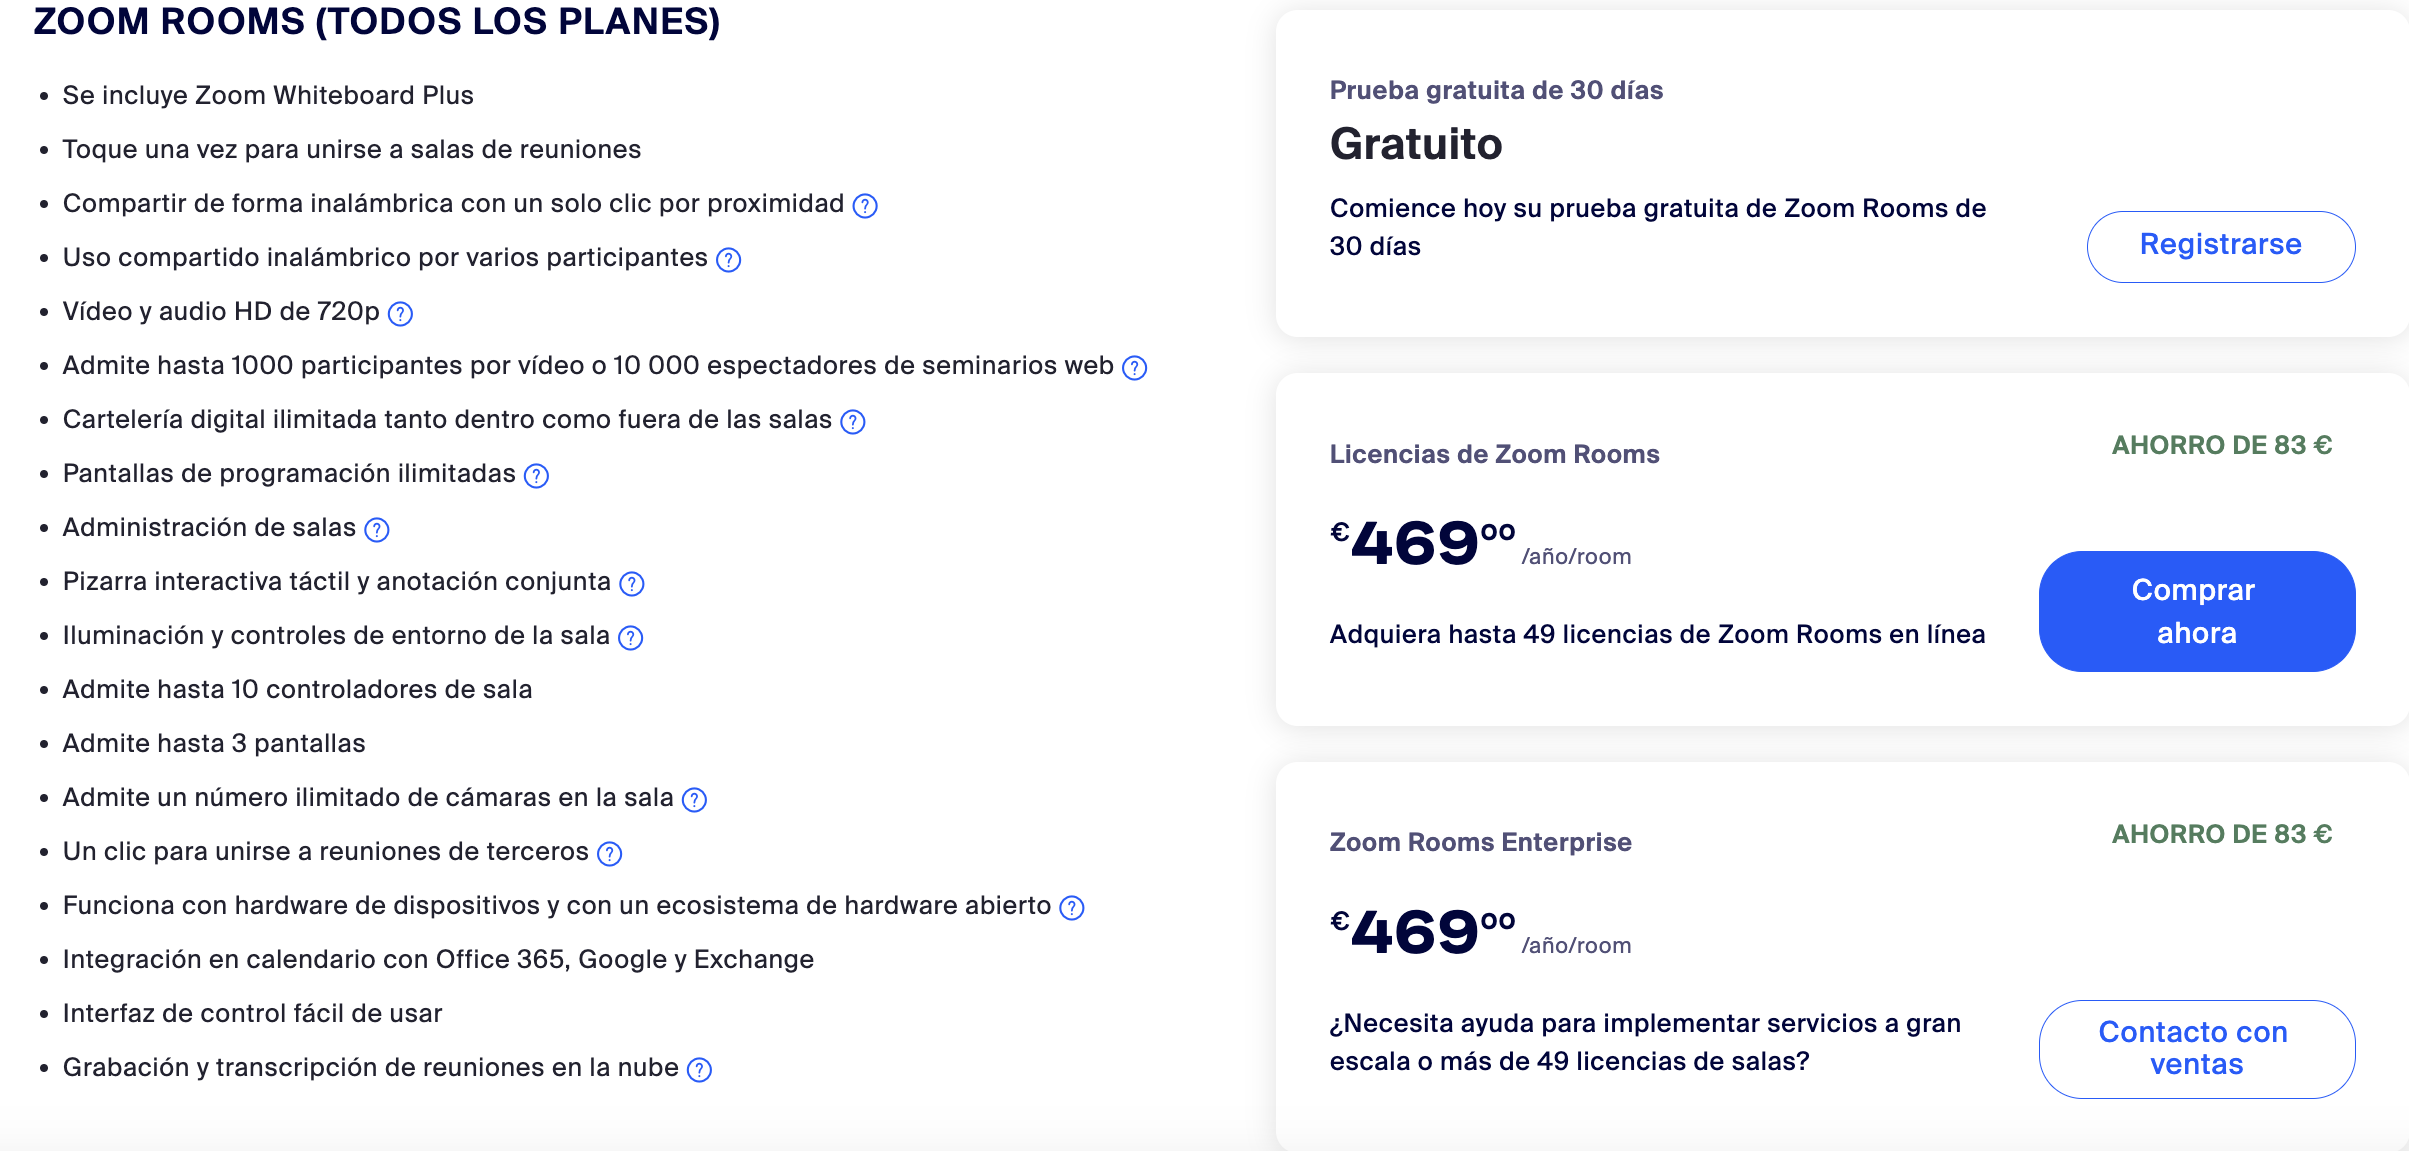 ZOOM ROOMS (TODOS LOS PLANES)
• Se incluye Zoom Whiteboard Plus
• Toque una vez para unirse a salas de reuniones
• Compartir de forma inalámbrica con un solo clic por proximidad ?
• Uso compartido inalámbrico por varios participantes ?
• Vídeo y audio HD de 720p ?
• Admite hasta 1000 participantes por vídeo o 10 000 espectadores de seminarios web ?
• Cartelería digital ilimitada tanto dentro como fuera de las salas ?
• Pantallas de programación ilimitadas ?
• Administración de salas ?
• Pizarra interactiva táctil y anotación conjunta ?
• Iluminación y controles de entorno de la sala ?
• Admite hasta 10 controladores de sala
• Admite hasta 3 pantallas
• Admite un número ilimitado de cámaras en la sala ?
• Un clic para unirse a reuniones de terceros ?
• Funciona con hardware de dispositivos y con un ecosistema de hardware abierto ?
• Integración en calendario con Office 365, Google y Exchange
• Interfaz de control fácil de usar
• Grabación y transcripción de reuniones en la nube ?
Prueba gratuita de 30 días
Gratuito
Comience hoy su prueba gratuita de Zoom Rooms de
30 días
Registrarse
Licencias de Zoom Rooms
AHORRO DE 83 €
€46900 /año/room
Adquiera hasta 49 licencias de Zoom Rooms en línea
Comprar
ahora
Zoom Rooms Enterprise
AHORRO DE 83 €
€46900 /año/room
¿Necesita ayuda para implementar servicios a gran
escala o más de 49 licencias de salas?
Contacto con
ventas